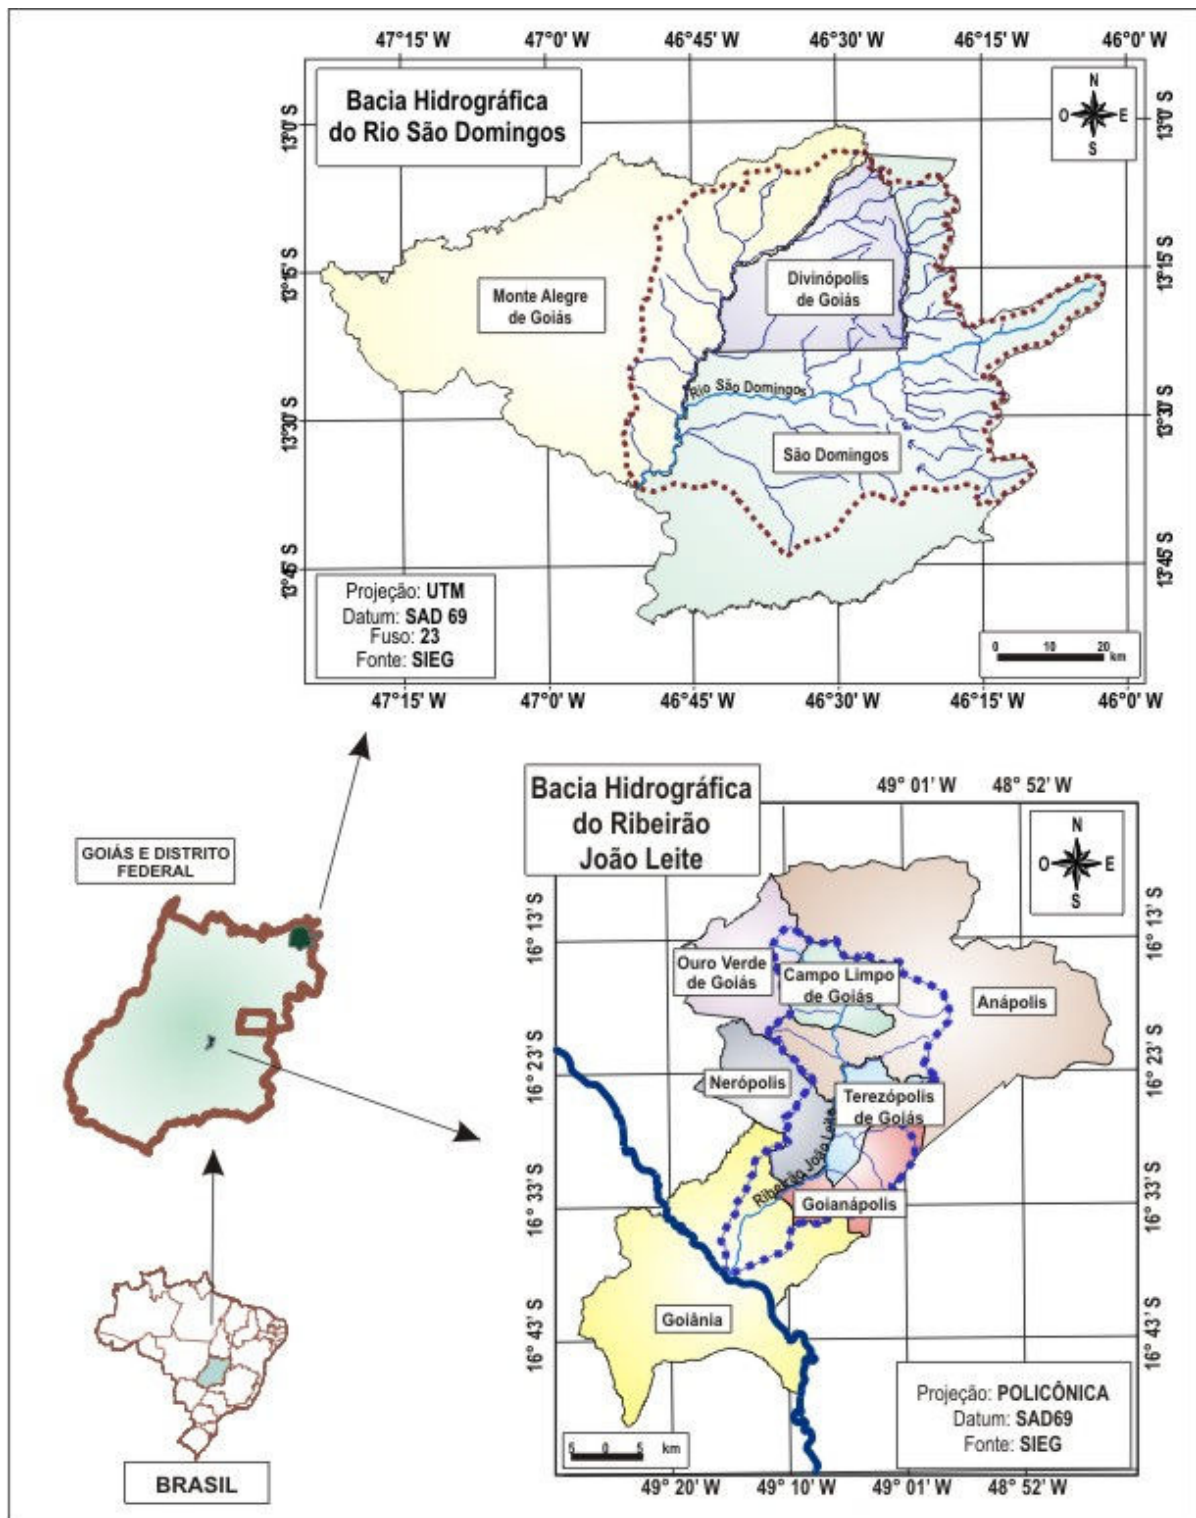 47°15' W 47°0' W 46°45' W 46°30' W 46°15' W 46°0' W
Bacia Hidrográfica
do Rio São Domingos
N
O E
S
13°0' S
13°0' S
13°15' S
13°15' S
Monte Alegre
de Goiás
Divinópolis
de Goiás
Rio São Domingos
13°30' S
13°30' S
São Domingos
13°45' S
13°45' S
Projeção: UTM
Datum: SAD 69
Fuso: 23
Fonte: SIEG
0 10 20
km
47°15' W 47°0' W 46°45' W 46°30' W 46°15' W 46°0' W
Bacia Hidrográfica
do Ribeirão
João Leite
49° 01' W 48° 52' W
N
O E
S
GOIÁS E DISTRITO
FEDERAL
16° 13' S
16° 13' S
Ouro Verde
de Goiás
Campo Limpo
de Goiás
Anápolis
16° 23' S
16° 23' S
Nerópolis
Terezópolis
de Goiás
Ribeirão João Leite
16° 33' S
16° 33' S
Goianápolis
Goiânia
16° 43' S
16° 43' S
Projeção: POLICÔNICA
Datum: SAD69
Fonte: SIEG
5 0 5 km
BRASIL
49° 20' W 49° 10' W 49° 01' W 48° 52' W